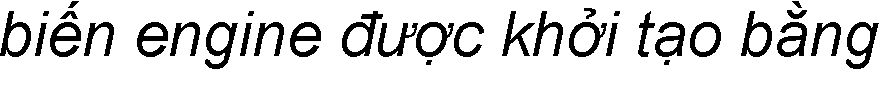 biến engine được khởi tạo bằng